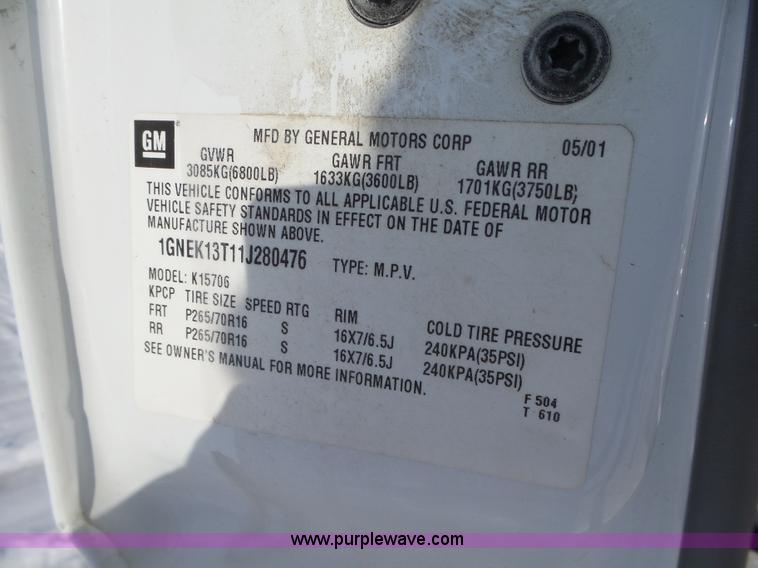 GM MFD BY GENERAL MOTORS CORP 05/01
GVWR GAWR FRT GAWR RR
3085KG(6800LB) 1633KG(3600LB) 1701KG(3750LB)
THIS VEHICLE CONFORMS TO ALL APPLICABLE U.S. FEDERAL MOTOR
VEHICLE SAFETY STANDARDS IN EFFECT ON THE DATE OF
MANUFACTURE SHOWN ABOVE.
1GNEK13T11J280476 TYPE: M.P.V.
MODEL: K15706
KPCP TIRE SIZE SPEED RTG RIM COLD TIRE PRESSURE
FRT P265/70R16 S 16X7/6.5J 240KPA(35PSI)
RR P265/70R16 S 16X7/6.5J 240KPA(35PSI)
SEE OWNER'S MANUAL FOR MORE INFORMATION.
F 504
T 610
www.purplewave.com